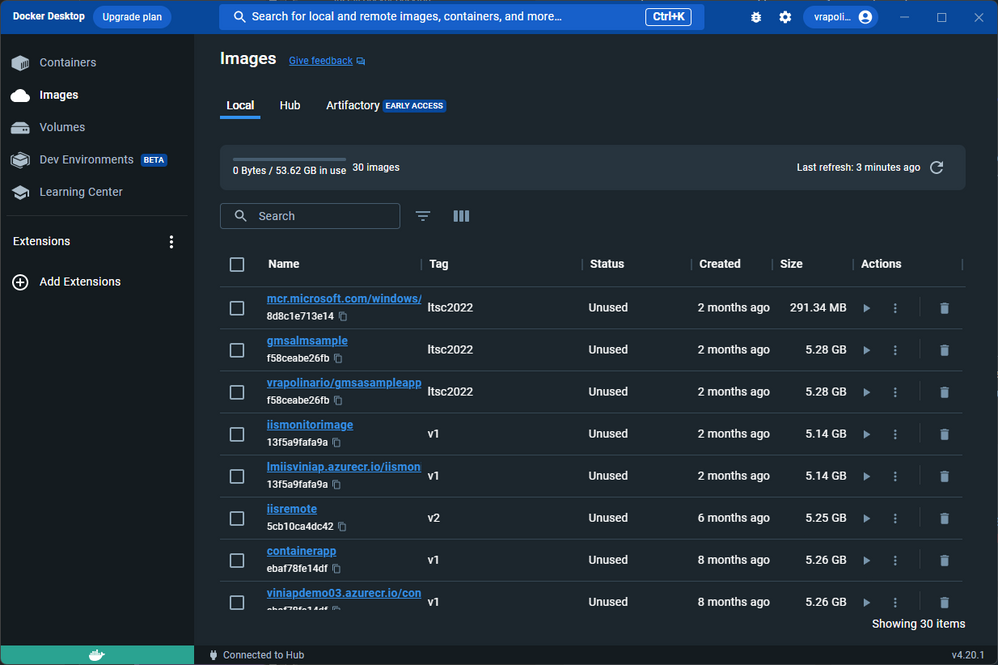 Docker Desktop Upgrade plan Search for local and remote images, containers, and more... Ctrl+K vrapoli...
Containers
Images
Volumes
Dev Environments BETA
Learning Center
Extensions
Add Extensions
Images Give feedback
Local Hub Artifactory EARLY ACCESS
0 Bytes / 53.62 GB in use 30 images Last refresh: 3 minutes ago
Search
Name Tag Status Created Size Actions
mcr.microsoft.com/windows/ ltsc2022 Unused 2 months ago 291.34 MB
8d8c1e713e14
gmsalmsample ltsc2022 Unused 2 months ago 5.28 GB
f58ceabe26fb
vrapolinario/gmsasampleapp ltsc2022 Unused 2 months ago 5.28 GB
f58ceabe26fb
iismonitorimage v1 Unused 2 months ago 5.14 GB
13f5a9fafa9a
lmiisviniap.azurecr.io/iismon v1 Unused 2 months ago 5.14 GB
13f5a9fafa9a
iisremote v2 Unused 6 months ago 5.25 GB
5cb10ca4dc42
containerapp v1 Unused 8 months ago 5.26 GB
ebaf78fe14df
viniapdemo03.azurecr.io/con v1 Unused 8 months ago 5.26 GB
ebaf78fe14df
Showing 30 items
Connected to Hub v4.20.1